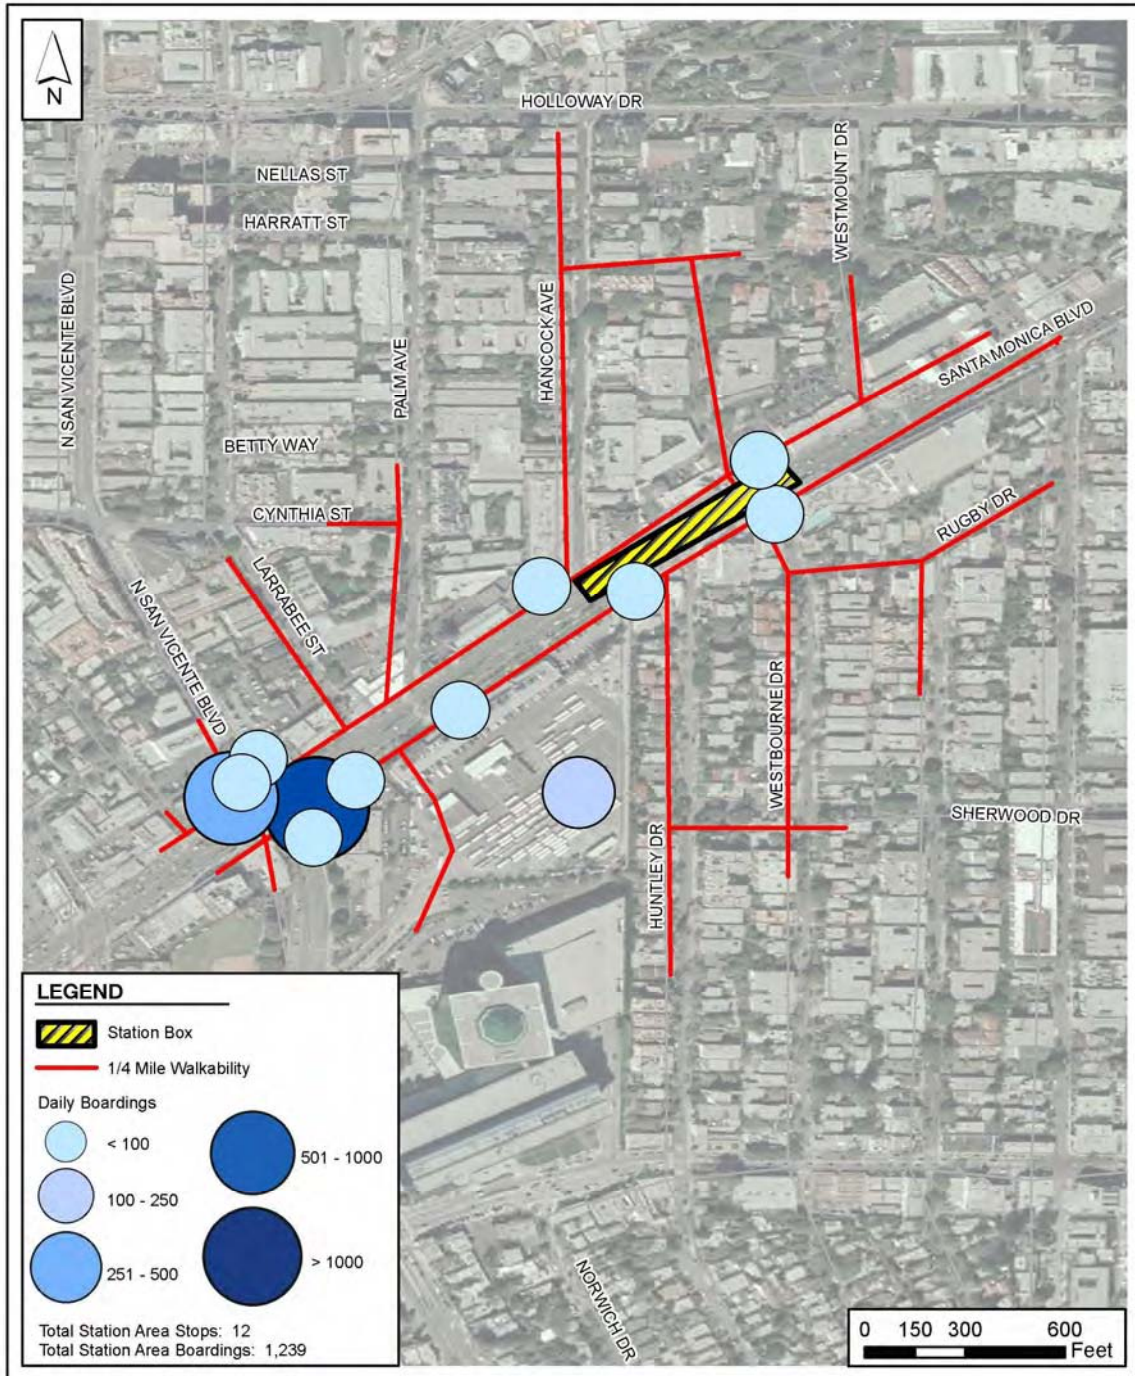 N
HOLLOWAY DR
NELLAS ST
HARRATT ST
WESTMOUNT DR
N SAN VICENTE BLVD
PALM AVE
HANCOCK AVE
SANTA MONICA BLVD
BETTY WAY
CYNTHIA ST
RUGBY DR
LARRABEE ST
N SAN VICENTE BLVD
WESTBOURNE DR
SHERWOOD DR
HUNTLEY DR
NORWICH DR
LEGEND
Station Box
1/4 Mile Walkability
Daily Boardings
< 100
100 - 250
251 - 500
501 - 1000
> 1000
Total Station Area Stops: 12
Total Station Area Boardings: 1,239
0 150 300 600
Feet